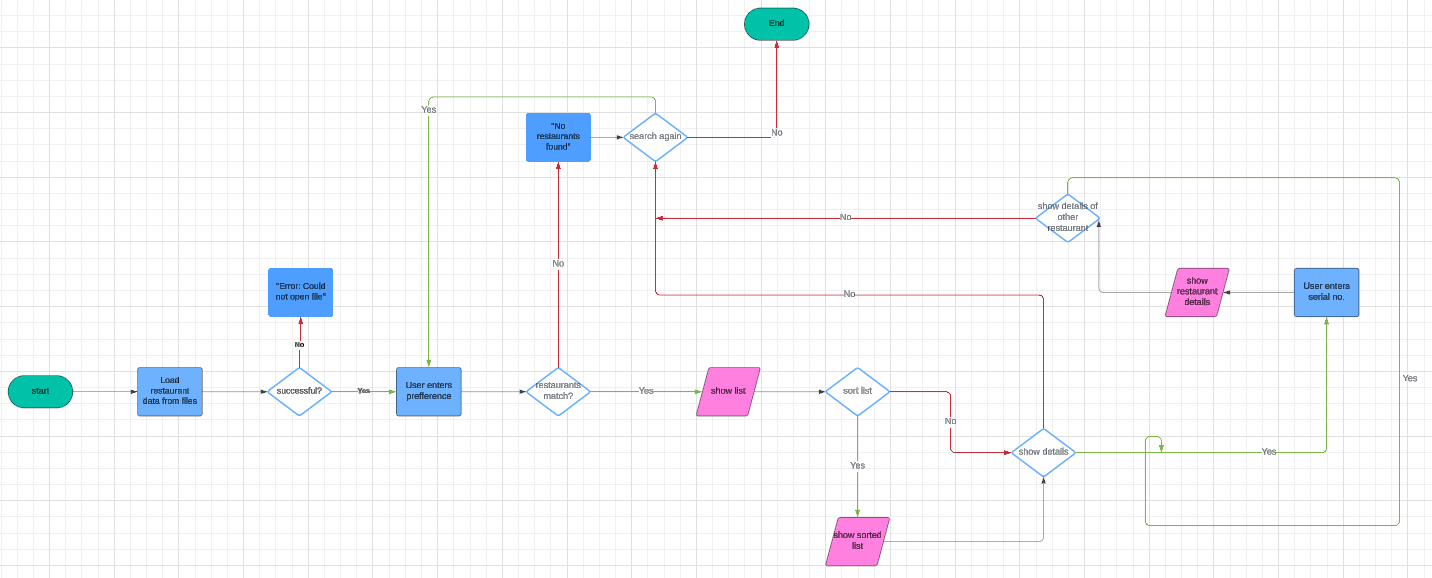 End
Yes
"No
restaurants
found"
search again
No
show details of
other
restaurant
No
No
"Error: Could
not open file"
show
restaurant
details
User enters
serial no.
No
No
start
Load
restaurant
data from files
successful?
Yes
User enters
prefference
restaurants
match?
Yes
show list
sort list
No
Yes
show details
Yes
Yes
show sorted
list